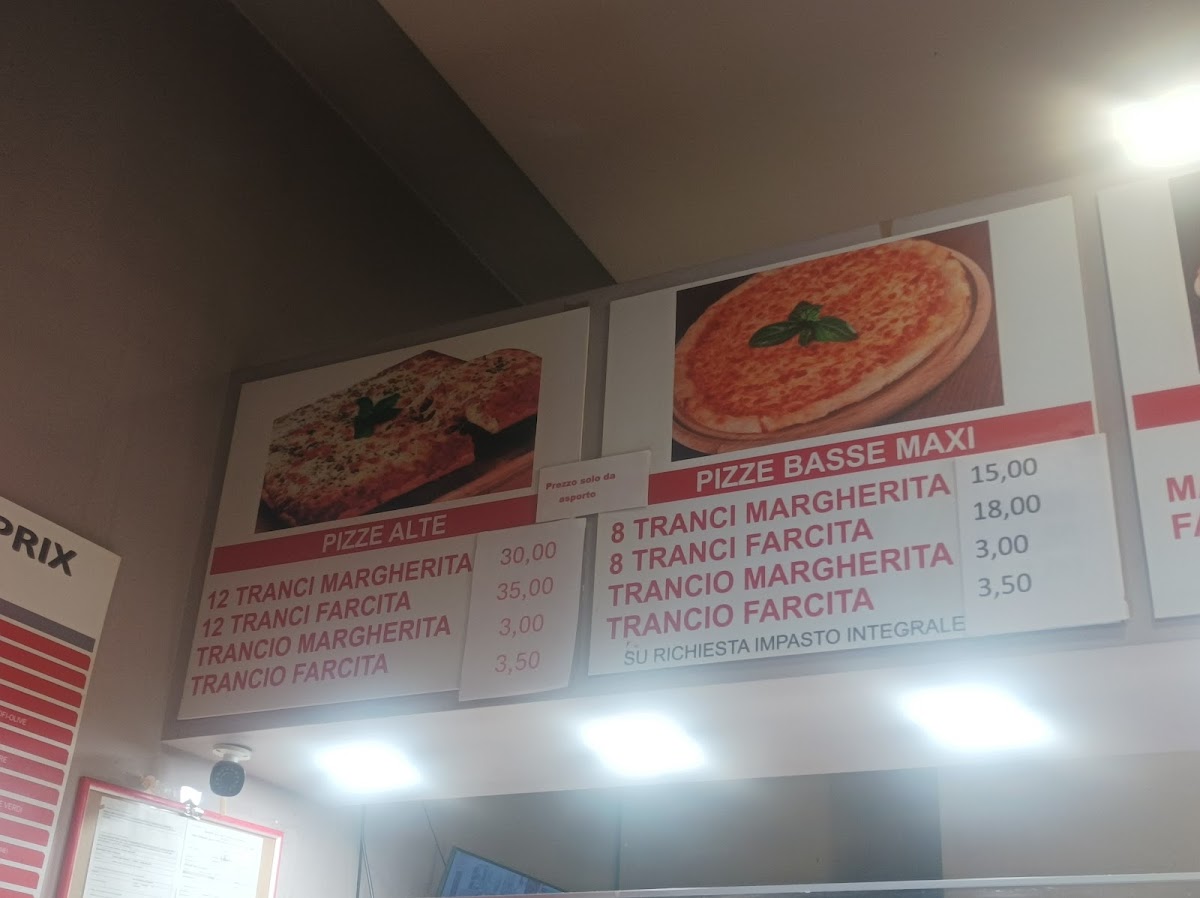 PRIX
PIZZE ALTE
12 TRANCI MARGHERITA 30,00
12 TRANCI FARCITA 35,00
TRANCIO MARGHERITA 3,00
TRANCIO FARCITA 3,50
Prezzo solo da
asporto
PIZZE BASSE MAXI
8 TRANCI MARGHERITA 15,00
8 TRANCI FARCITA 18,00
TRANCIO MARGHERITA 3,00
TRANCIO FARCITA 3,50
SU RICHIESTA IMPASTO INTEGRALE